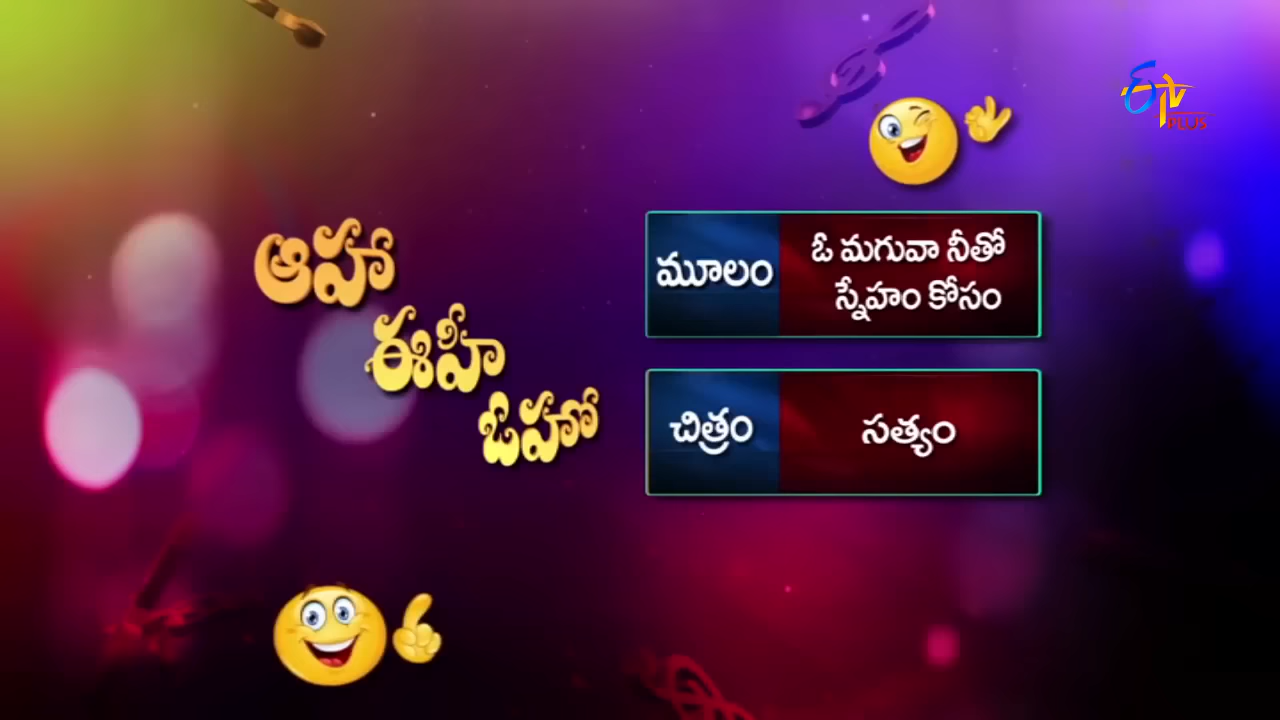 ఆహా
ఈహీ
ఓహో
మూలం
ఓ మగువా నీతో
స్నేహం కోసం
చిత్రం
సత్యం
ETV
PLUS